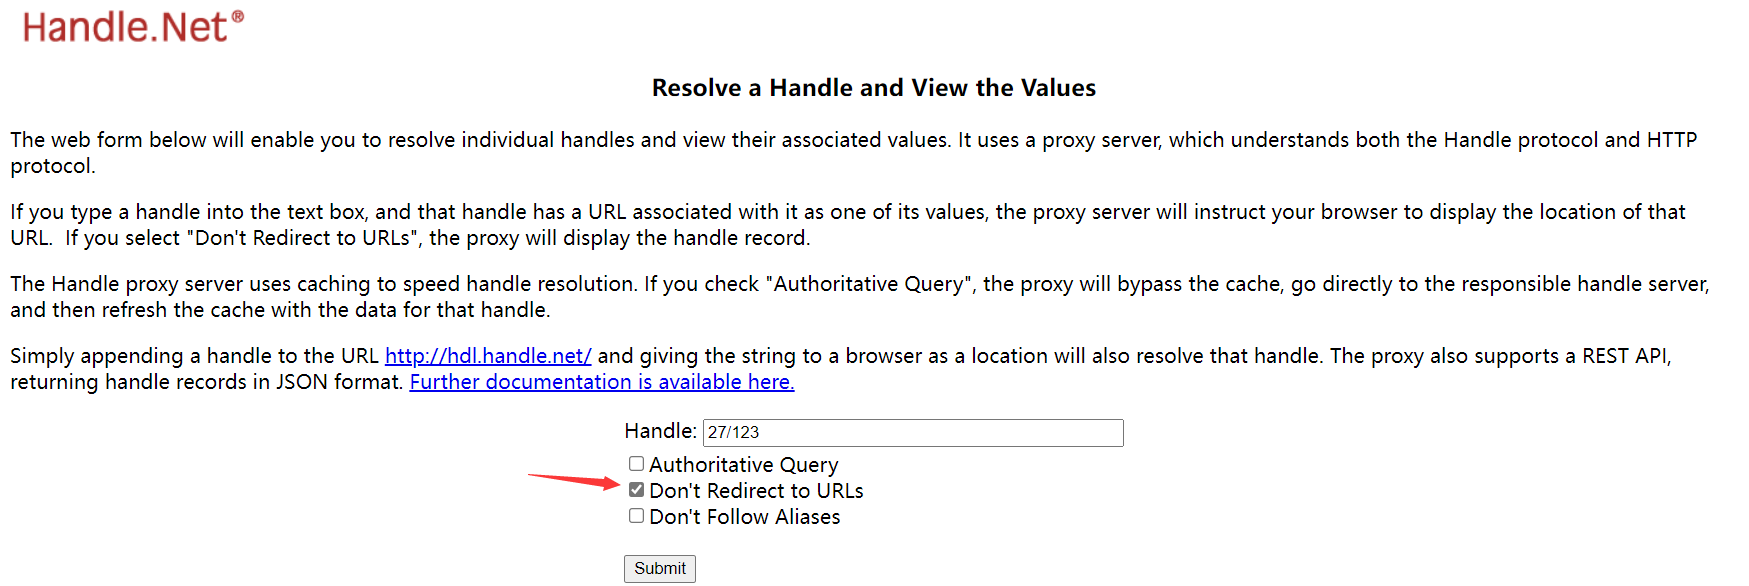 Handle.Net®
Resolve a Handle and View the Values
The web form below will enable you to resolve individual handles and view their associated values. It uses a proxy server, which understands both the Handle protocol and HTTP
protocol.
If you type a handle into the text box, and that handle has a URL associated with it as one of its values, the proxy server will instruct your browser to display the location of that
URL.  If you select "Don't Redirect to URLs", the proxy will display the handle record.
The Handle proxy server uses caching to speed handle resolution. If you check "Authoritative Query", the proxy will bypass the cache, go directly to the responsible handle server,
and then refresh the cache with the data for that handle.
Simply appending a handle to the URL http://hdl.handle.net/ and giving the string to a browser as a location will also resolve that handle. The proxy also supports a REST API,
returning handle records in JSON format. Further documentation is available here.
Handle: 27/123
Authoritative Query
Don't Redirect to URLs
Don't Follow Aliases
Submit